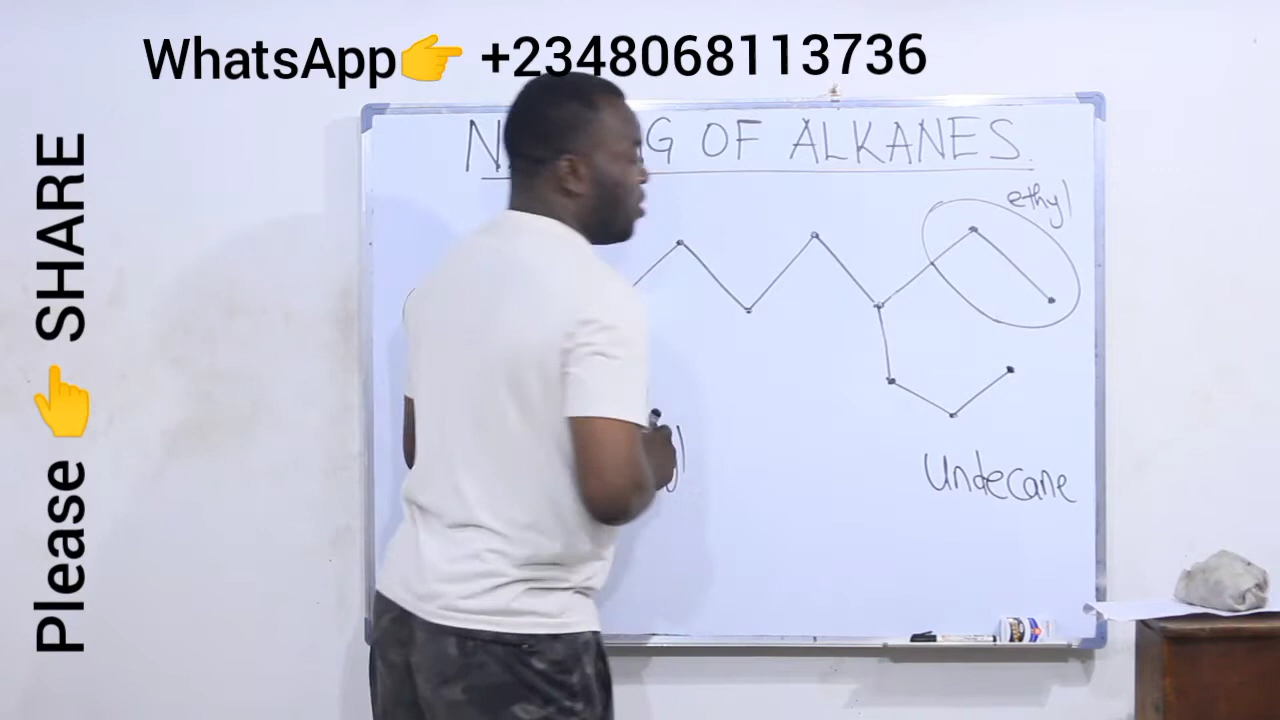 WhatsApp👉 +2348068113736
Please 👆 SHARE
OF ALKANES.
ethyl
Undecane